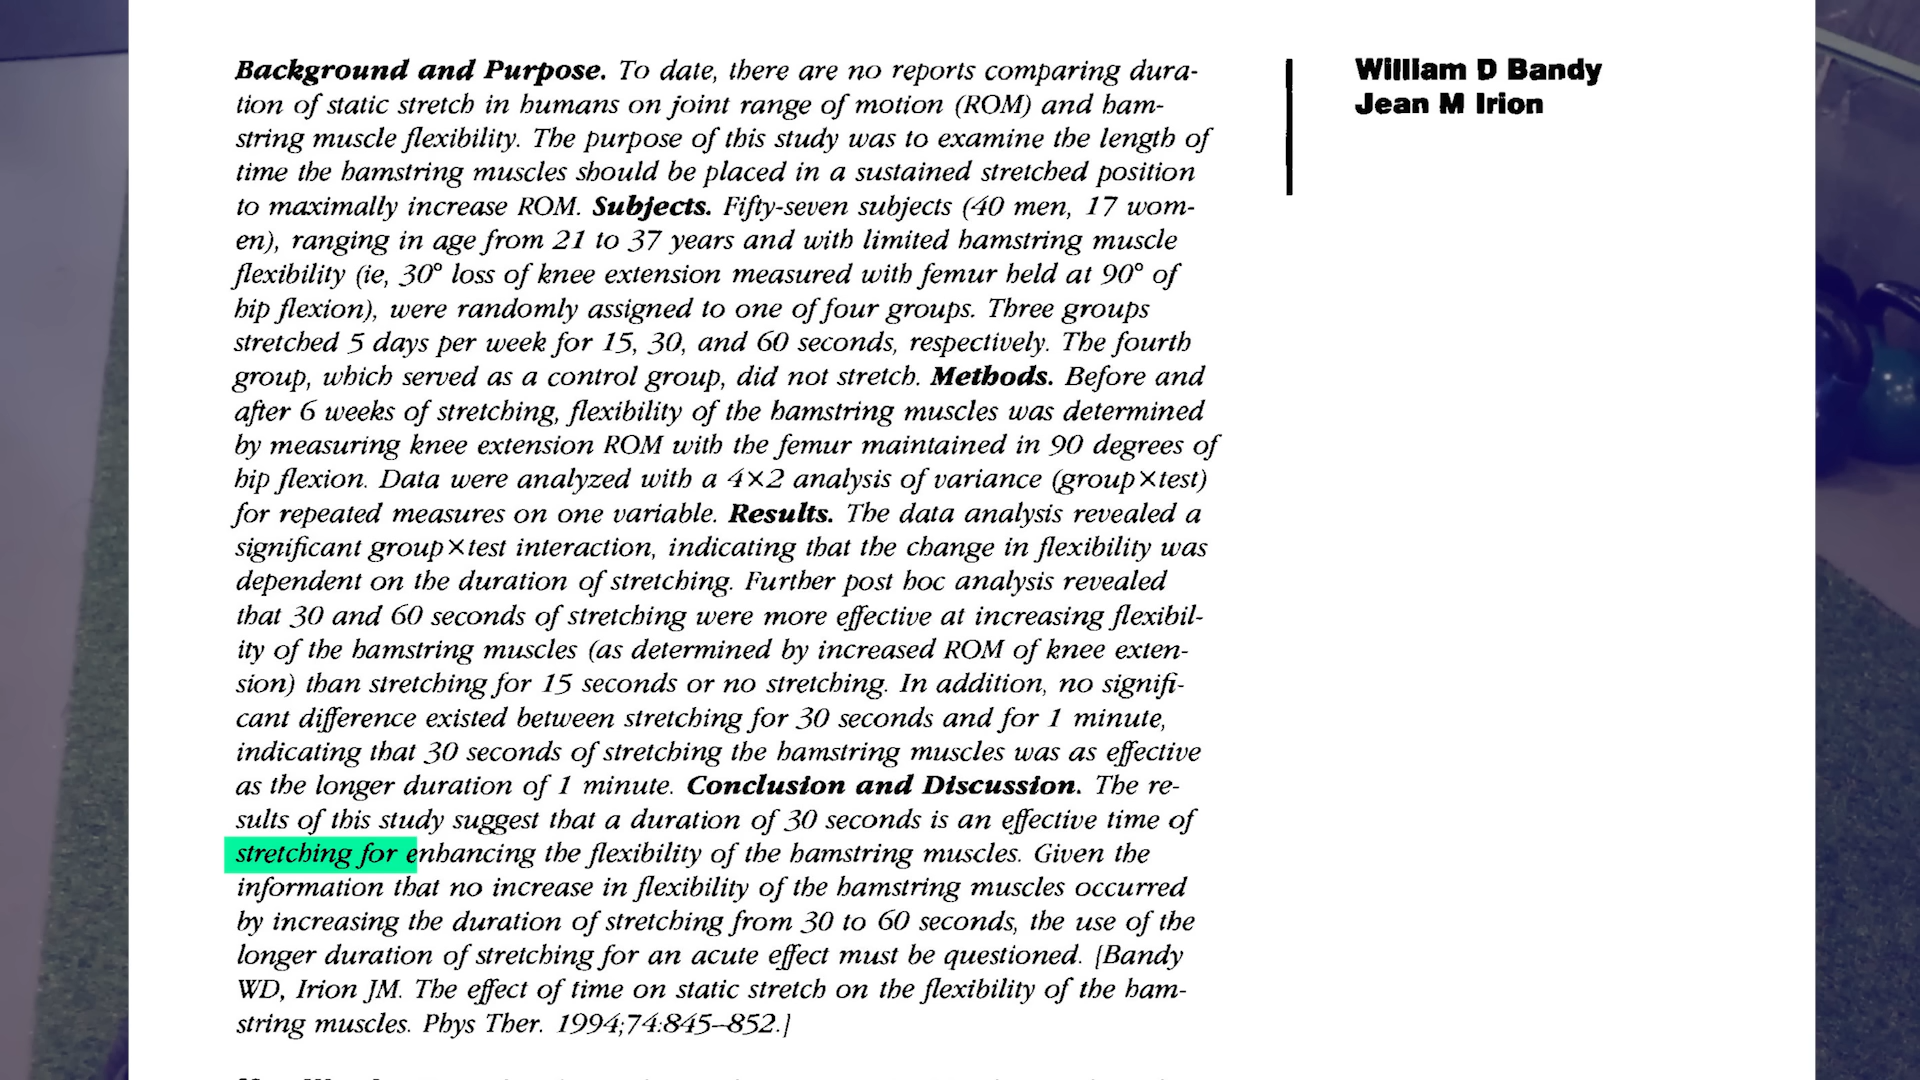 Background and Purpose. To date, there are no reports comparing dura-
tion of static stretch in humans on joint range of motion (ROM) and ham-
string muscle flexibility. The purpose of this study was to examine the length of
time the hamstring muscles should be placed in a sustained stretched position
to maximally increase ROM. Subjects. Fifty-seven subjects (40 men, 17 wom-
en), ranging in age from 21 to 37 years and with limited hamstring muscle
flexibility (ie, 30° loss of knee extension measured with femur held at 90° of
hip flexion), were randomly assigned to one of four groups. Three groups
stretched 5 days per week for 15, 30, and 60 seconds, respectively. The fourth
group, which served as a control group, did not stretch. Methods. Before and
after 6 weeks of stretching, flexibility of the hamstring muscles was determined
by measuring knee extension ROM with the femur maintained in 90 degrees of
hip flexion. Data were analyzed with a 4×2 analysis of variance (group×test)
for repeated measures on one variable. Results. The data analysis revealed a
significant group×test interaction, indicating that the change in flexibility was
dependent on the duration of stretching. Further post hoc analysis revealed
that 30 and 60 seconds of stretching were more effective at increasing flexibil-
ity of the hamstring muscles (as determined by increased ROM of knee exten-
sion) than stretching for 15 seconds or no stretching. In addition, no signifi-
cant difference existed between stretching for 30 seconds and for 1 minute,
indicating that 30 seconds of stretching the hamstring muscles was as effective
as the longer duration of 1 minute. Conclusion and Discussion. The re-
sults of this study suggest that a duration of 30 seconds is an effective time of
stretching for enhancing the flexibility of the hamstring muscles. Given the
information that no increase in flexibility of the hamstring muscles occurred
by increasing the duration of stretching from 30 to 60 seconds, the use of the
longer duration of stretching for an acute effect must be questioned. [Bandy
WD, Irion JM. The effect of time on static stretch on the flexibility of the ham-
string muscles. Phys Ther. 1994;74:845–852.]
William D Bandy
Jean M Irion